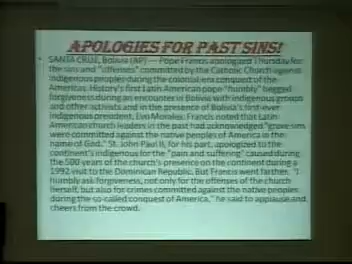 APOLOGIES FOR PAST SINS!
SANTA CRUZ, Bolivia (AP) — Pope Francis apologized Thursday for
the sins and "offenses" committed by the Catholic Church against
indigenous peoples during the colonial-era conquest of the
Americas. History's first Latin American pope "humbly" begged
forgiveness during an encounter in Bolivia with indigenous groups
and other activists and in the presence of Bolivia's first-ever
indigenous president, Evo Morales. Francis noted that Latin
American church leaders in the past had acknowledged "grave sins
were committed against the native peoples of America in the
name of God." St. John Paul II, for his part, apologized to the
continent's indigenous for the "pain and suffering" caused during
the 500 years of the church's presence on the continent during a
1992 visit to the Dominican Republic. But Francis went farther. "I
humbly ask forgiveness, not only for the offenses of the church
herself, but also for crimes committed against the native peoples
during the so-called conquest of America," he said to applause and
cheers from the crowd.